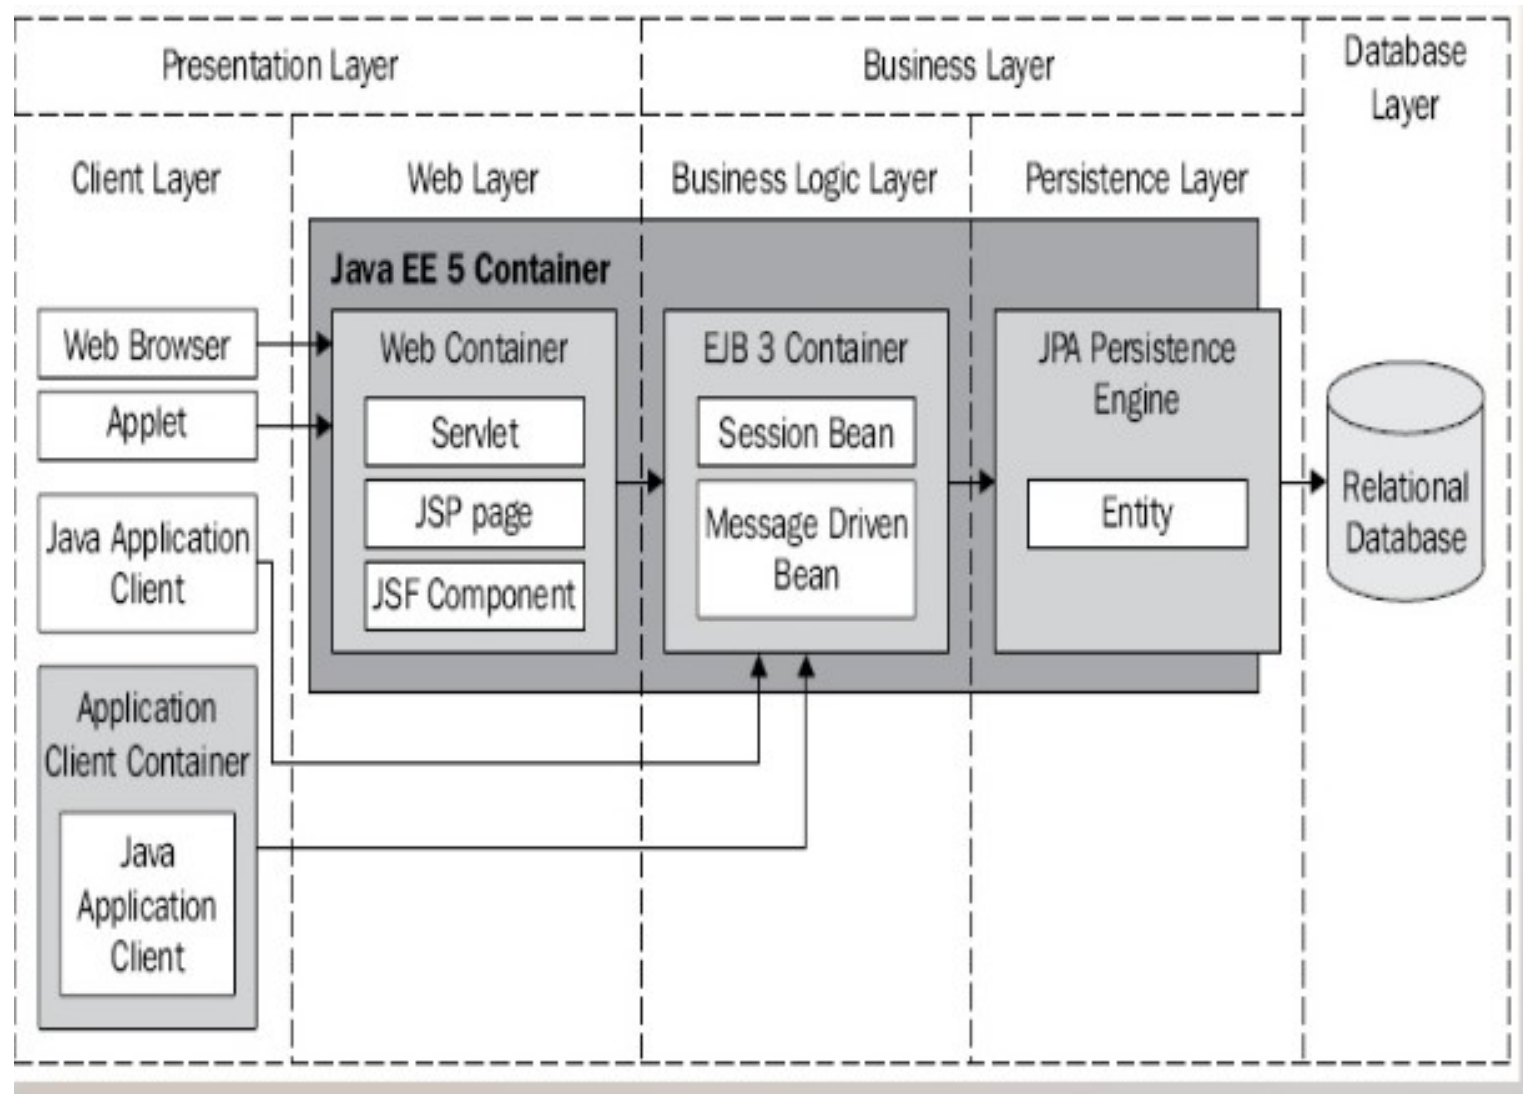 Presentation Layer
Business Layer
Database
Layer
Client Layer
Web Layer
Business Logic Layer
Persistence Layer
Java EE 5 Container
Web Browser
Applet
Java Application
Client
Application
Client Container
Java
Application
Client
Web Container
Servlet
JSP page
JSF Component
EJB 3 Container
Session Bean
Message Driven
Bean
JPA Persistence
Engine
Entity
Relational
Database